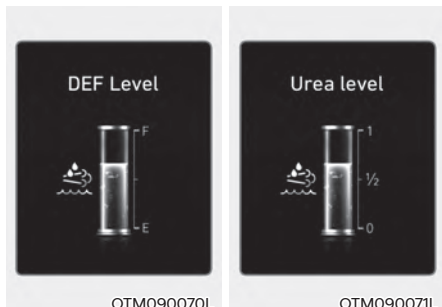 DEF Level
F
E
OTM090070L
Urea level
1
½
0
OTM090071L